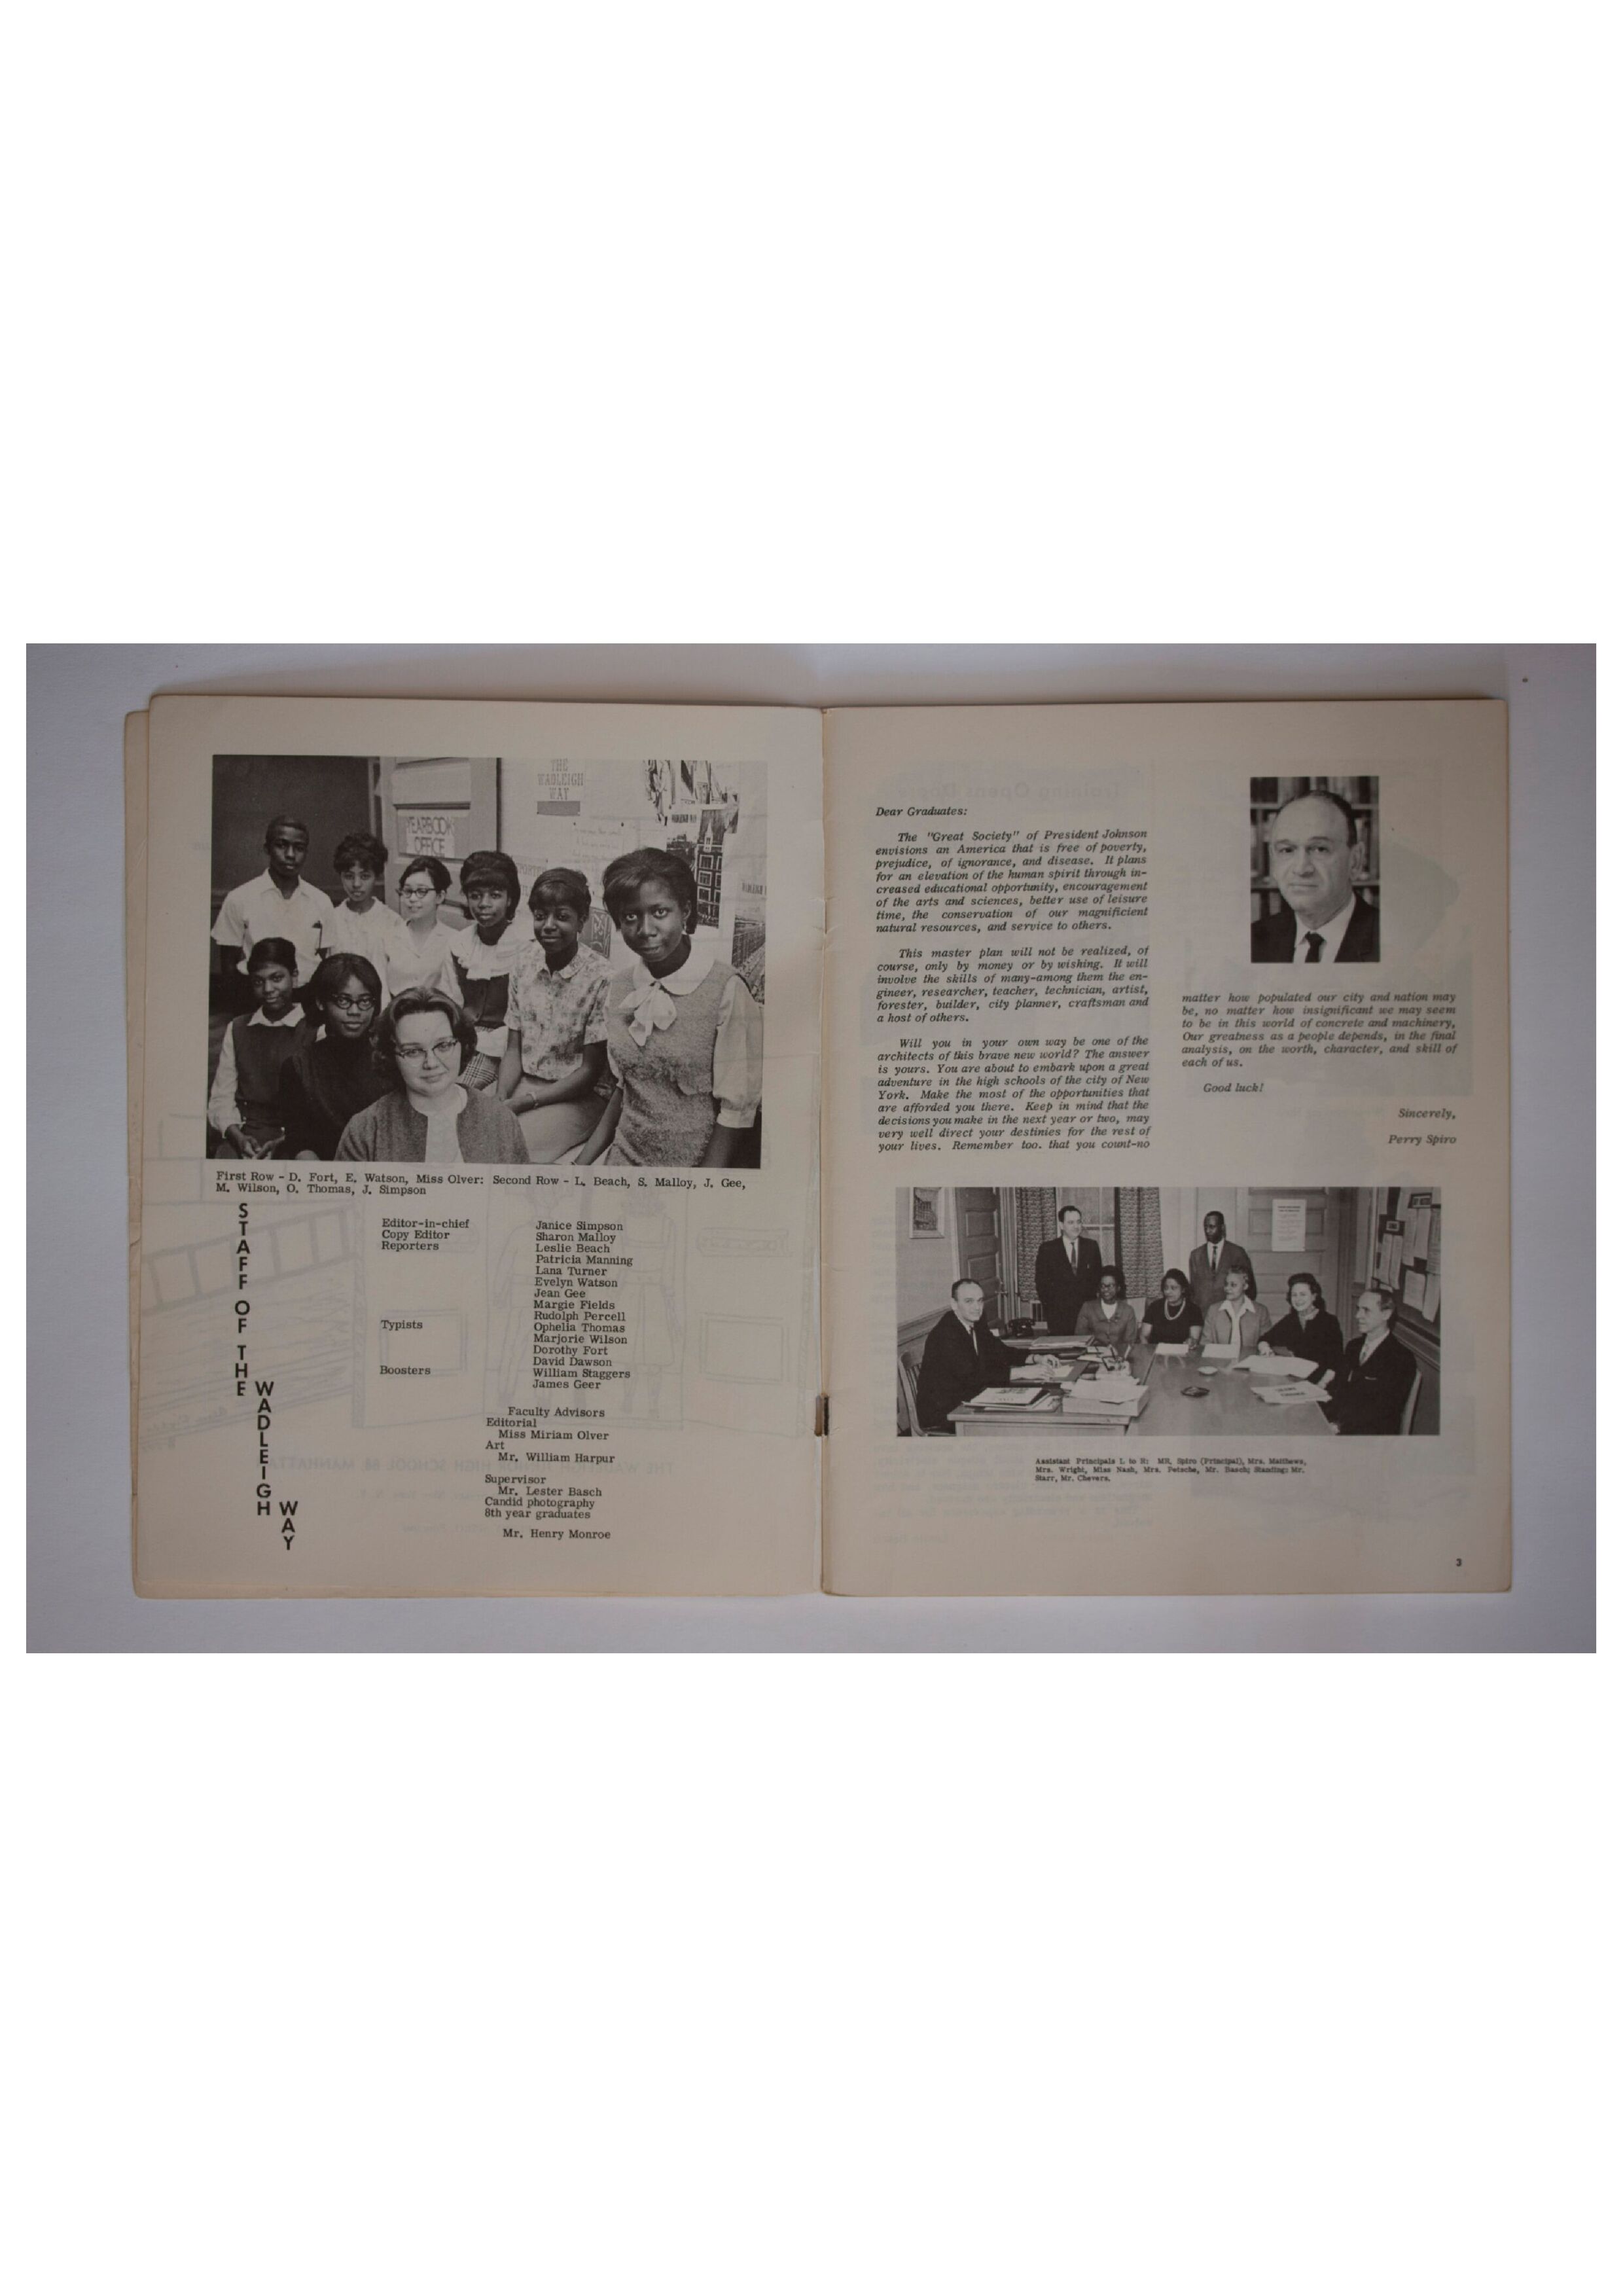 THE
WADLEIGH
WAY
YEARBOOK
OFFICE
First Row - D. Fort, E. Watson, Miss Olver: Second Row - L. Beach, S. Malloy, J. Gee,
M. Wilson, O. Thomas, J. Simpson
STAFF OF THE WADLEIGH WAY
Editor-in-chief Janice Simpson
Copy Editor Sharon Malloy
Reporters Leslie Beach
Patricia Manning
Lana Turner
Evelyn Watson
Jean Gee
Margie Fields
Rudolph Percell
Typists Ophelia Thomas
Marjorie Wilson
Dorothy Fort
David Dawson
Boosters William Staggers
James Geer
Faculty Advisors
Editorial
Miss Miriam Olver
Art
Mr. William Harpur
Supervisor
Mr. Lester Basch
Candid photography
8th year graduates
Mr. Henry Monroe
Dear Graduates:
The "Great Society" of President Johnson
envisions an America that is free of poverty,
prejudice, of ignorance, and disease. It plans
for an elevation of the human spirit through in-
creased educational opportunity, encouragement
of the arts and sciences, better use of leisure
time, the conservation of our magnificient
natural resources, and service to others.
This master plan will not be realized, of
course, only by money or by wishing. It will
involve the skills of many-among them the en-
gineer, researcher, teacher, technician, artist,
forester, builder, city planner, craftsman and
a host of others.
Will you in your own way be one of the
architects of this brave new world? The answer
is yours. You are about to embark upon a great
adventure in the high schools of the city of New
York. Make the most of the opportunities that
are afforded you there. Keep in mind that the
decisions you make in the next year or two, may
very well direct your destinies for the rest of
your lives. Remember too. that you count-no
matter how populated our city and nation may
be, no matter how insignificant we may seem
to be in this world of concrete and machinery,
Our greatness as a people depends, in the final
analysis, on the worth, character, and skill of
each of us.
Good luck!
Sincerely,
Perry Spiro
Assistant Principals L to R: MR. Spiro (Principal), Mrs. Matthews,
Mrs. Wright, Miss Nash, Mrs. Petsche, Mr. Basch; Standing: Mr.
Starr, Mr. Chevers.
3